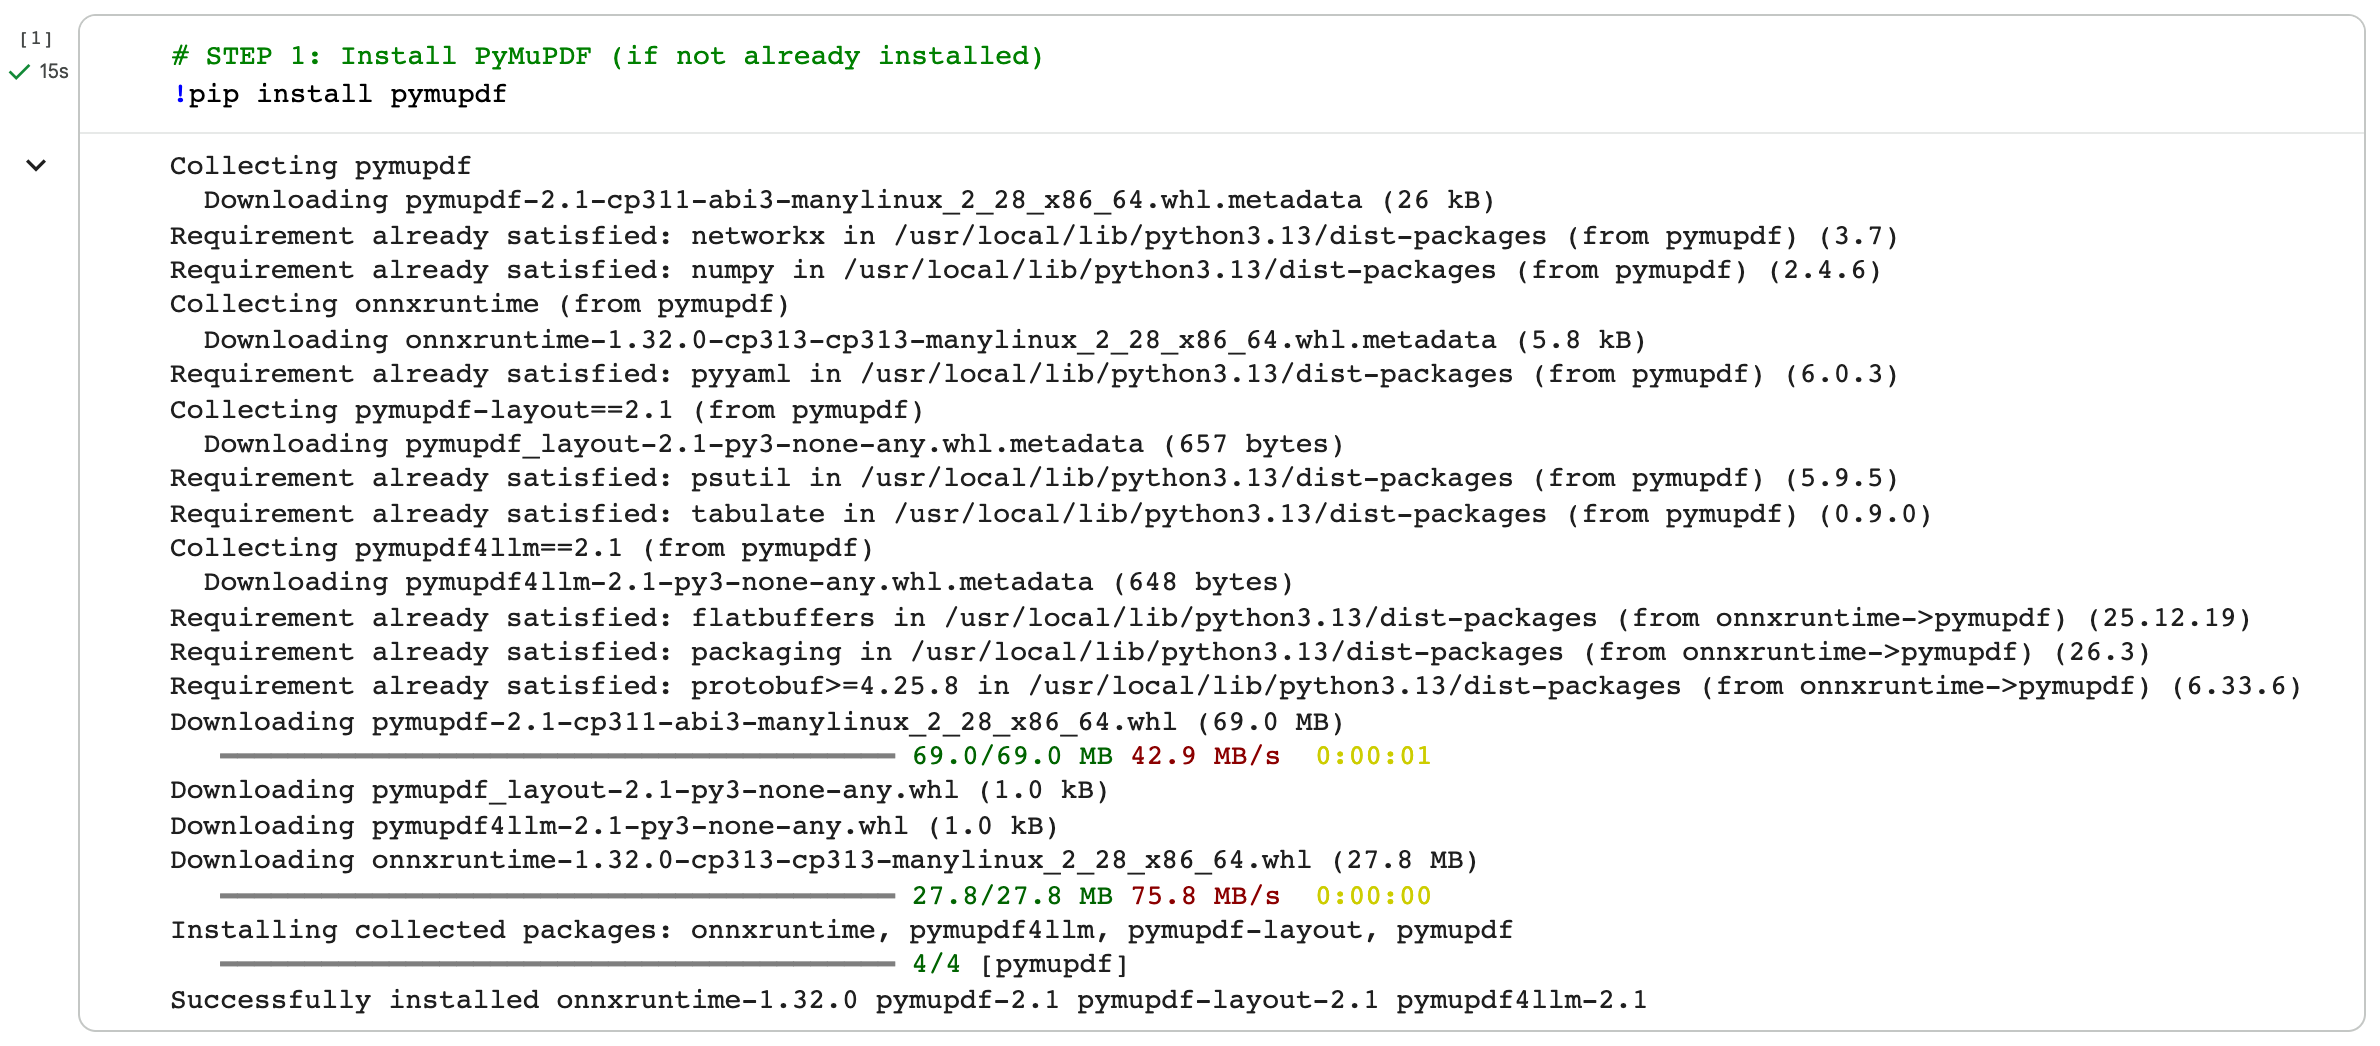 [1]
15s
# STEP 1: Install PyMuPDF (if not already installed)
!pip install pymupdf
Collecting pymupdf
  Downloading pymupdf-2.1-cp311-abi3-manylinux_2_28_x86_64.whl.metadata (26 kB)
Requirement already satisfied: networkx in /usr/local/lib/python3.13/dist-packages (from pymupdf) (3.7)
Requirement already satisfied: numpy in /usr/local/lib/python3.13/dist-packages (from pymupdf) (2.4.6)
Collecting onnxruntime (from pymupdf)
  Downloading onnxruntime-1.32.0-cp313-cp313-manylinux_2_28_x86_64.whl.metadata (5.8 kB)
Requirement already satisfied: pyyaml in /usr/local/lib/python3.13/dist-packages (from pymupdf) (6.0.3)
Collecting pymupdf-layout==2.1 (from pymupdf)
  Downloading pymupdf_layout-2.1-py3-none-any.whl.metadata (657 bytes)
Requirement already satisfied: psutil in /usr/local/lib/python3.13/dist-packages (from pymupdf) (5.9.5)
Requirement already satisfied: tabulate in /usr/local/lib/python3.13/dist-packages (from pymupdf) (0.9.0)
Collecting pymupdf4llm==2.1 (from pymupdf)
  Downloading pymupdf4llm-2.1-py3-none-any.whl.metadata (648 bytes)
Requirement already satisfied: flatbuffers in /usr/local/lib/python3.13/dist-packages (from onnxruntime->pymupdf) (25.12.19)
Requirement already satisfied: packaging in /usr/local/lib/python3.13/dist-packages (from onnxruntime->pymupdf) (26.3)
Requirement already satisfied: protobuf>=4.25.8 in /usr/local/lib/python3.13/dist-packages (from onnxruntime->pymupdf) (6.33.6)
Downloading pymupdf-2.1-cp311-abi3-manylinux_2_28_x86_64.whl (69.0 MB)
69.0/69.0 MB 42.9 MB/s  0:00:01
Downloading pymupdf_layout-2.1-py3-none-any.whl (1.0 kB)
Downloading pymupdf4llm-2.1-py3-none-any.whl (1.0 kB)
Downloading onnxruntime-1.32.0-cp313-cp313-manylinux_2_28_x86_64.whl (27.8 MB)
27.8/27.8 MB 75.8 MB/s  0:00:00
Installing collected packages: onnxruntime, pymupdf4llm, pymupdf-layout, pymupdf
4/4 [pymupdf]
Successfully installed onnxruntime-1.32.0 pymupdf-2.1 pymupdf-layout-2.1 pymupdf4llm-2.1